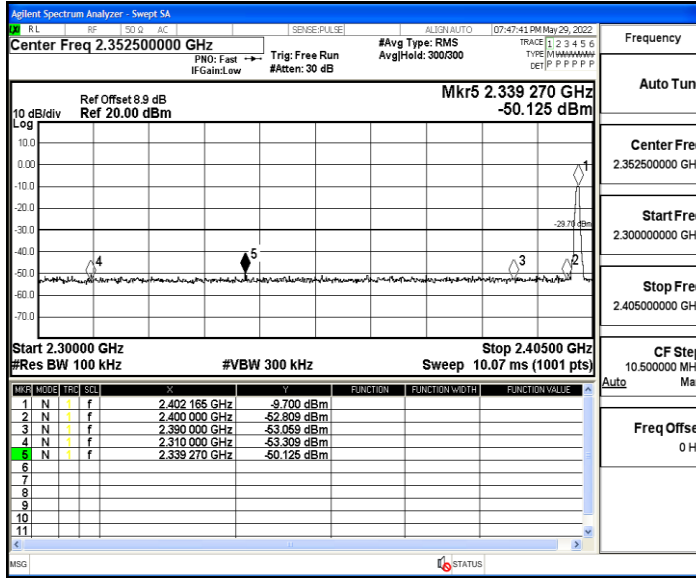 Agilent Spectrum Analyzer - Swept SA
RL RF 50 Ω AC SENSE:PULSE ALIGN AUTO 07:47:41 PM May 29, 2022
Center Freq 2.352500000 GHz
PNO: Fast Trig: Free Run
IFGain:Low #Atten: 30 dB
#Avg Type: RMS
Avg|Hold: 300/300
TRACE 1 2 3 4 5 6
TYPE
DET P P P P P P
Frequency
Auto Tun
Center Fre
2.352500000 GH
Start Fre
2.300000000 GH
Stop Fre
2.405000000 GH
CF Ste
10.500000 MH
Auto Ma
Freq Offse
0 H
Ref Offset 8.9 dB
10 dB/div Ref 20.00 dBm
Log
Mkr5 2.339 270 GHz
-50.125 dBm
10.0
0.00
-10.0
-20.0
-30.0
-40.0
-50.0
-60.0
-70.0
1
-29.70 dBm
4
5
3
2
Start 2.30000 GHz Stop 2.40500 GHz
#Res BW 100 kHz #VBW 300 kHz Sweep 10.07 ms (1001 pts)
MKR MODE TRC SCL X Y FUNCTION FUNCTION WIDTH FUNCTION VALUE
1 N 1 f 2.402 165 GHz -9.700 dBm
2 N 1 f 2.400 000 GHz -52.809 dBm
3 N 1 f 2.390 000 GHz -53.059 dBm
4 N 1 f 2.310 000 GHz -53.309 dBm
5 N 1 f 2.339 270 GHz -50.125 dBm
6
7
8
9
10
11
MSG STATUS